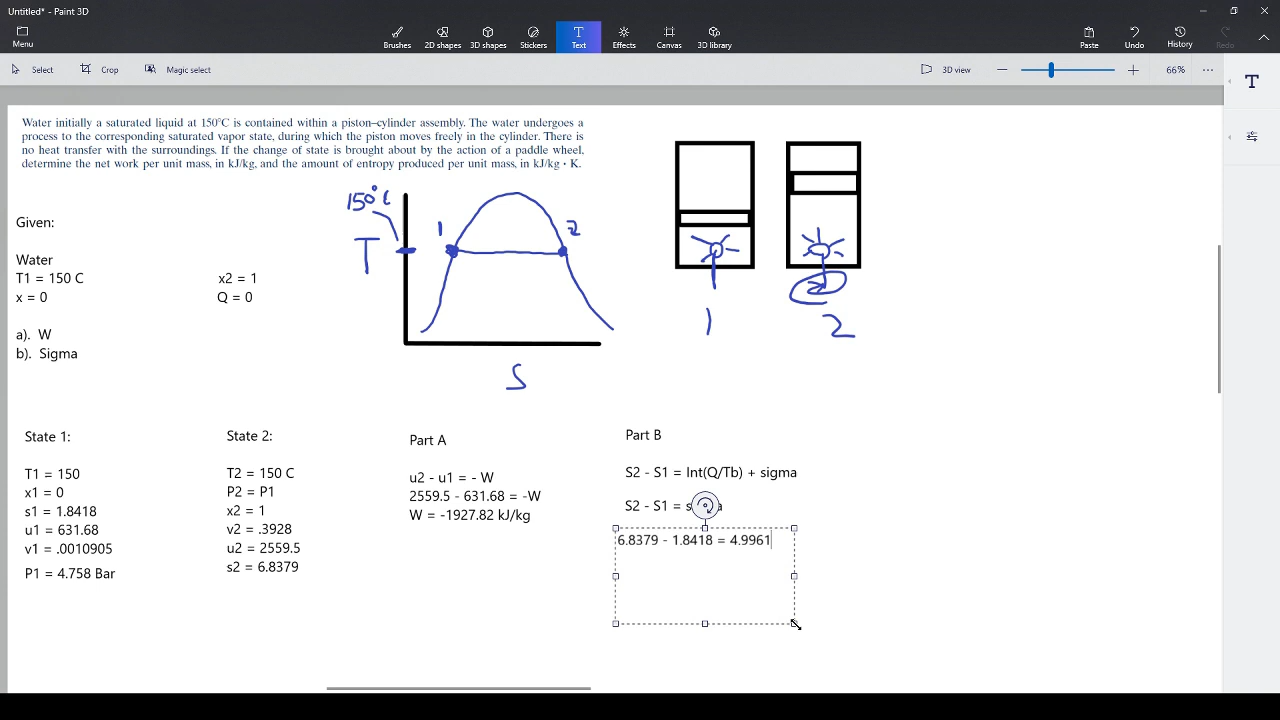 Untitled* - Paint 3D
Menu
Brushes
2D shapes
3D shapes
Stickers
Text
Effects
Canvas
3D library
Paste
Undo
History
Redo
Select
Crop
Magic select
3D view
66%
T
Water initially a saturated liquid at 150°C is contained within a piston–cylinder assembly. The water undergoes a
process to the corresponding saturated vapor state, during which the piston moves freely in the cylinder. There is
no heat transfer with the surroundings. If the change of state is brought about by the action of a paddle wheel,
determine the net work per unit mass, in kJ/kg, and the amount of entropy produced per unit mass, in kJ/kg · K.
Given:
Water
T1 = 150 C
x = 0
x2 = 1
Q = 0
a). W
b). Sigma
150°C
T
1
2
S
1
2
State 1:
T1 = 150
x1 = 0
s1 = 1.8418
u1 = 631.68
v1 = .0010905
P1 = 4.758 Bar
State 2:
T2 = 150 C
P2 = P1
x2 = 1
v2 = .3928
u2 = 2559.5
s2 = 6.8379
Part A
u2 - u1 = - W
2559.5 - 631.68 = -W
W = -1927.82 kJ/kg
Part B
S2 - S1 = Int(Q/Tb) + sigma
S2 - S1 =
6.8379 - 1.8418 = 4.9961